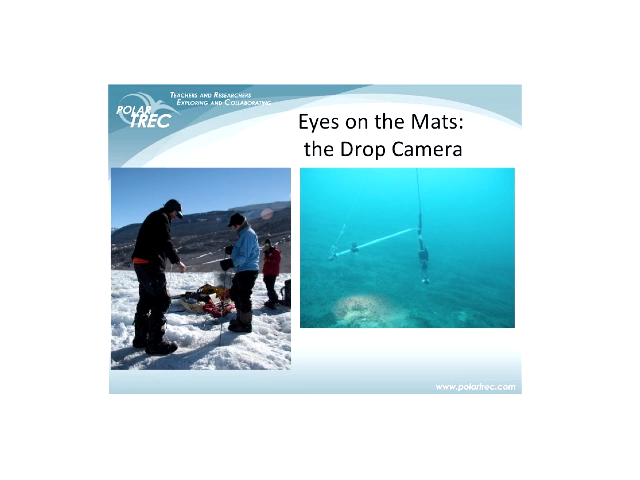 TEACHERS AND RESEARCHERS
EXPLORING AND COLLABORATING
POLAR
TREC
Eyes on the Mats:
the Drop Camera
www.polartrec.com